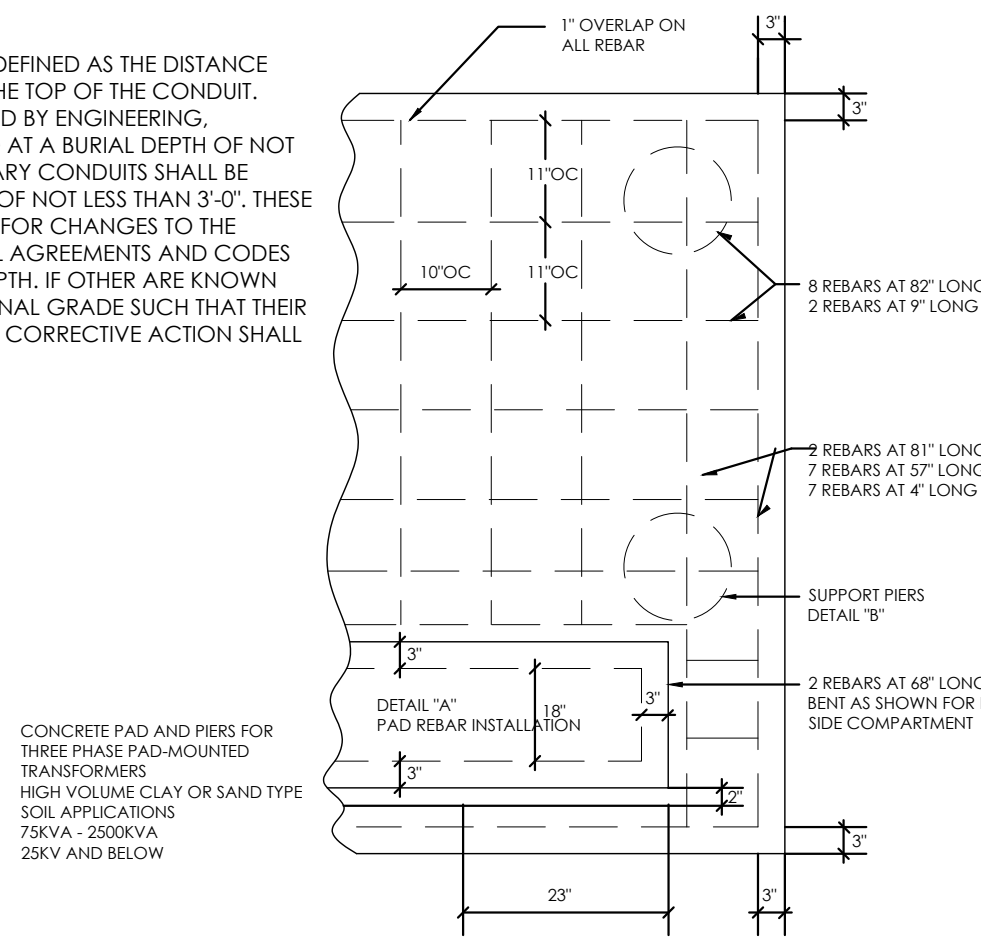 DEFINED AS THE DISTANCE
HE TOP OF THE CONDUIT.
D BY ENGINEERING,
AT A BURIAL DEPTH OF NOT
ARY CONDUITS SHALL BE
OF NOT LESS THAN 3'-0". THESE
FOR CHANGES TO THE
L AGREEMENTS AND CODES
PTH. IF OTHER ARE KNOWN
NAL GRADE SUCH THAT THEIR
CORRECTIVE ACTION SHALL
1" OVERLAP ON
ALL REBAR
3"
3"
11"OC
10"OC
11"OC
8 REBARS AT 82" LONG
2 REBARS AT 9" LONG
2 REBARS AT 81" LONG
7 REBARS AT 57" LONG
7 REBARS AT 4" LONG
SUPPORT PIERS
DETAIL "B"
3"
2 REBARS AT 68" LONG
BENT AS SHOWN FOR
SIDE COMPARTMENT
DETAIL "A"
PAD REBAR INSTALLATION
18"
3"
3"
2"
3"
23"
3"
CONCRETE PAD AND PIERS FOR
THREE PHASE PAD-MOUNTED
TRANSFORMERS
HIGH VOLUME CLAY OR SAND TYPE
SOIL APPLICATIONS
75KVA - 2500KVA
25KV AND BELOW